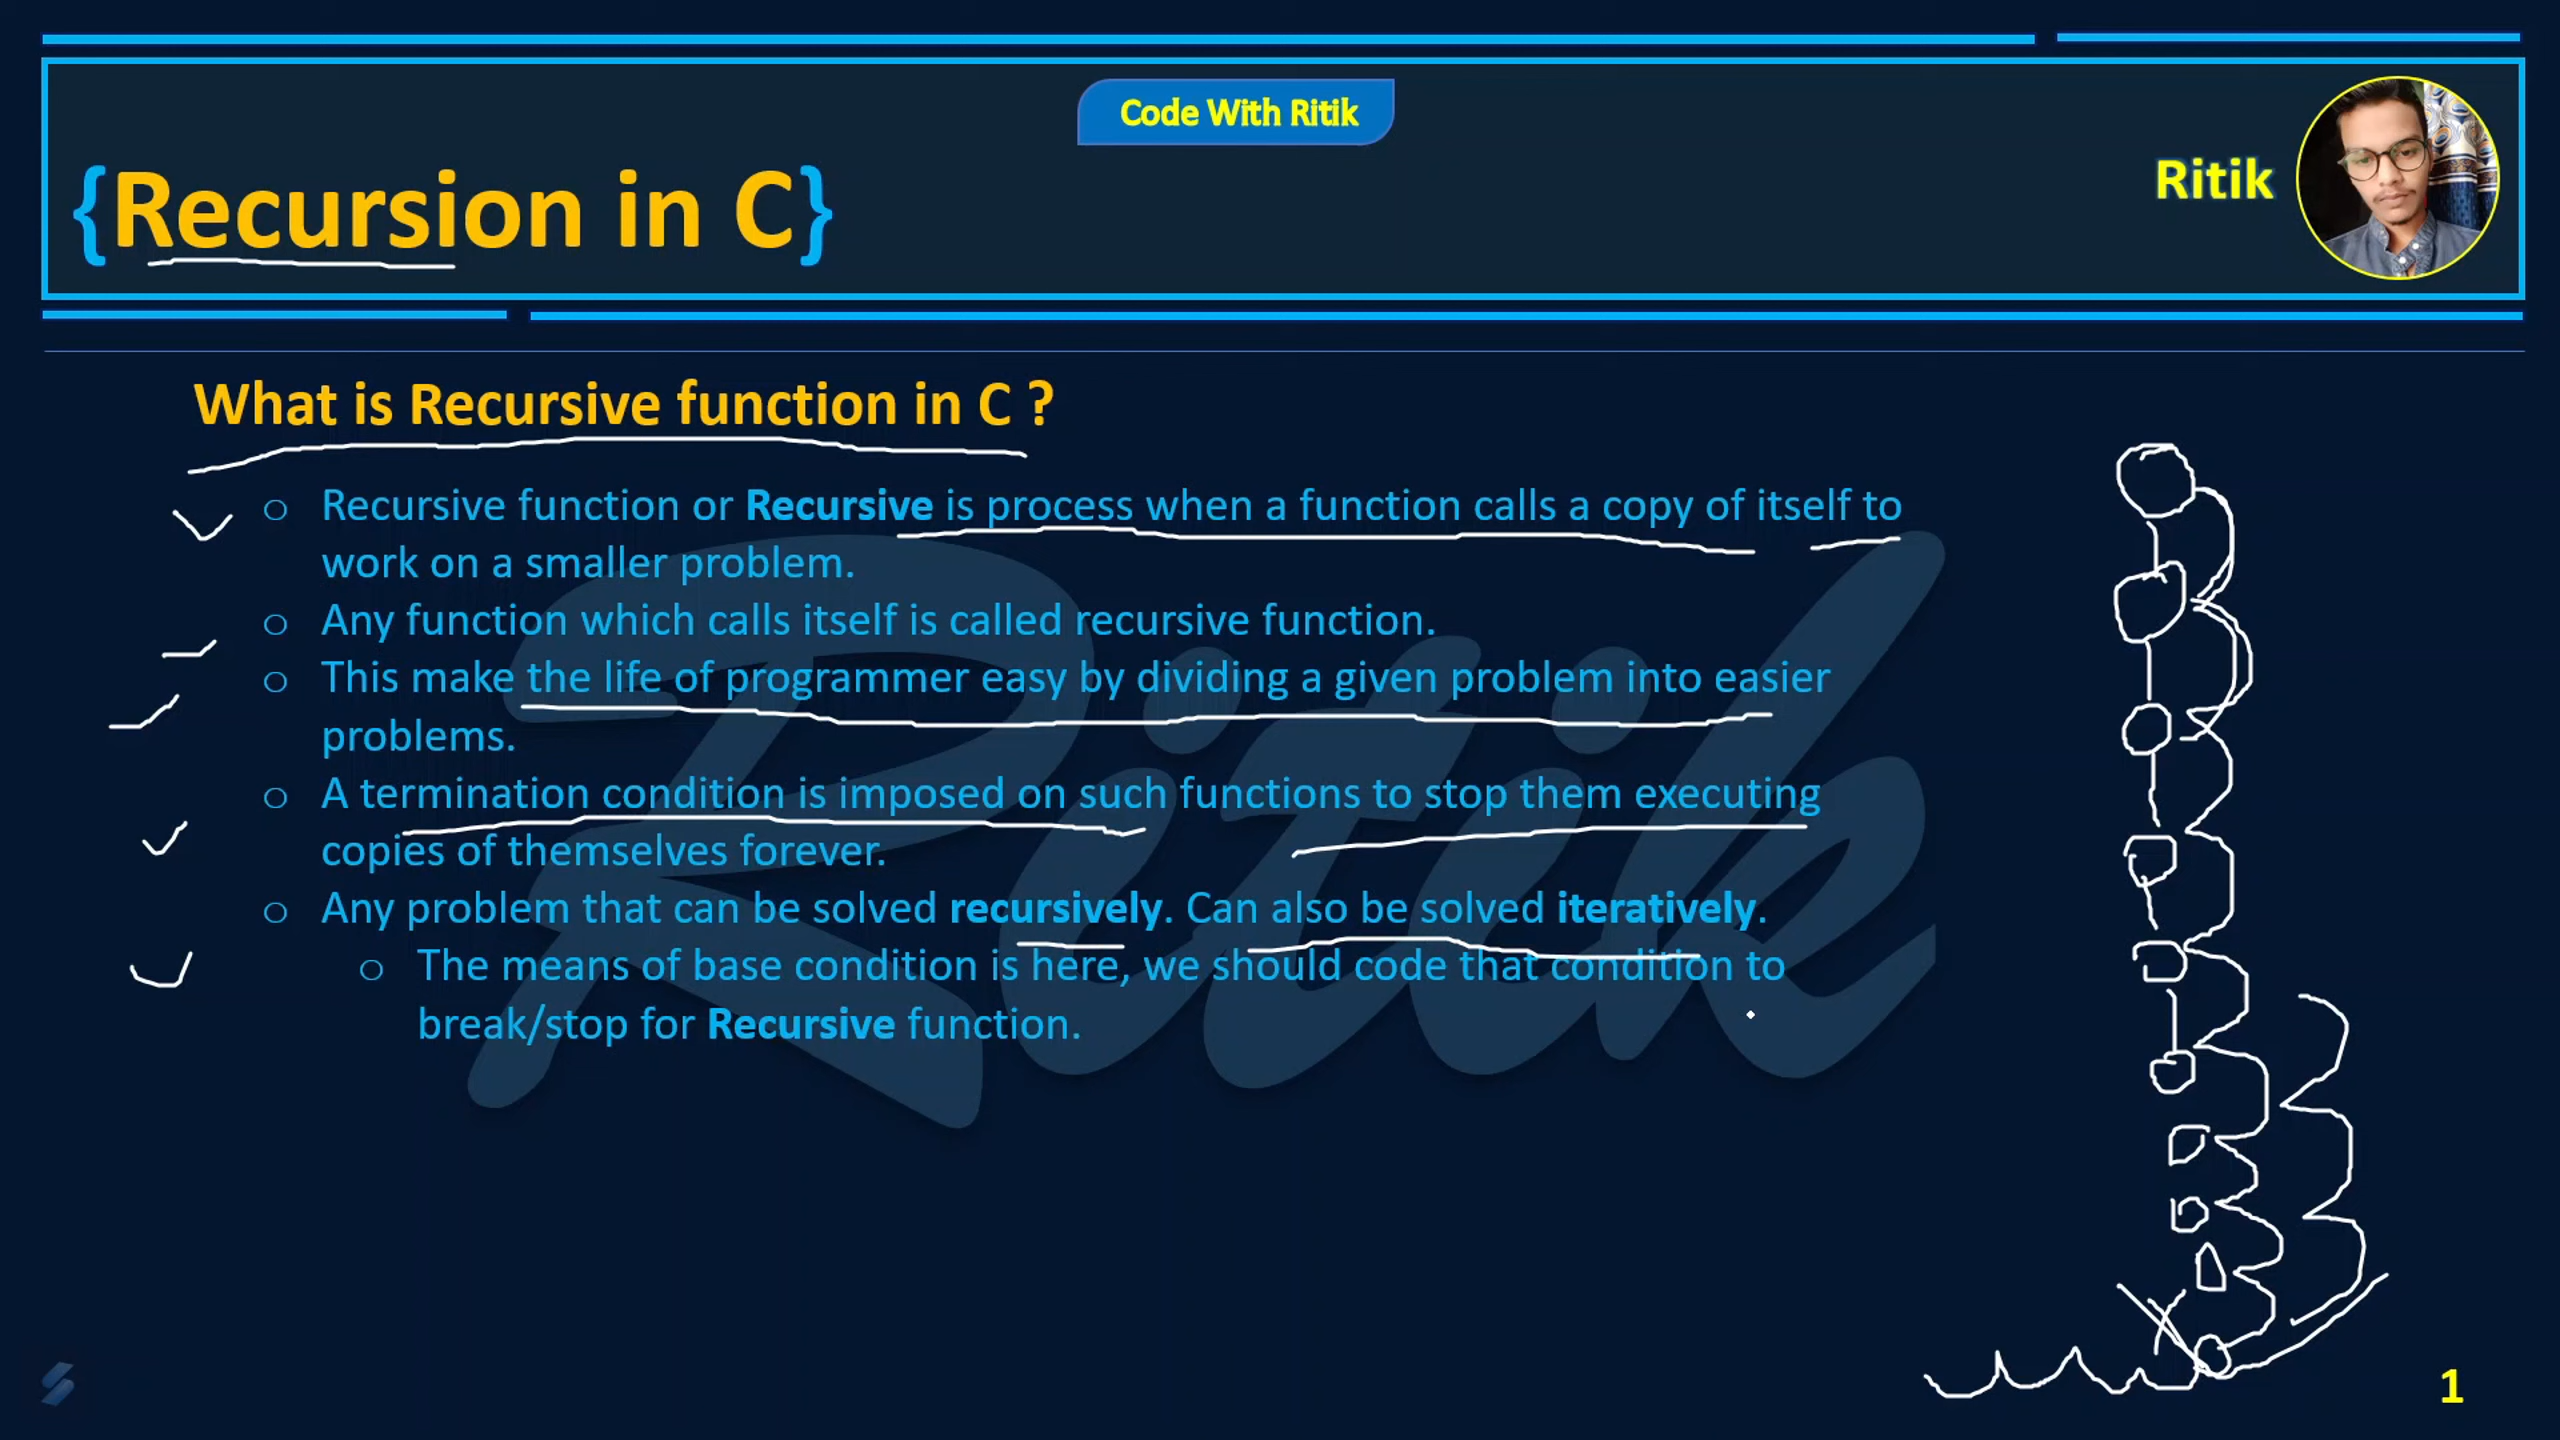 Code With Ritik
{Recursion in C}
Ritik
What is Recursive function in C ?
o Recursive function or Recursive is process when a function calls a copy of itself to
work on a smaller problem.
o Any function which calls itself is called recursive function.
o This make the life of programmer easy by dividing a given problem into easier
problems.
o A termination condition is imposed on such functions to stop them executing
copies of themselves forever.
o Any problem that can be solved recursively. Can also be solved iteratively.
o The means of base condition is here, we should code that condition to
break/stop for Recursive function.
Ritik
1